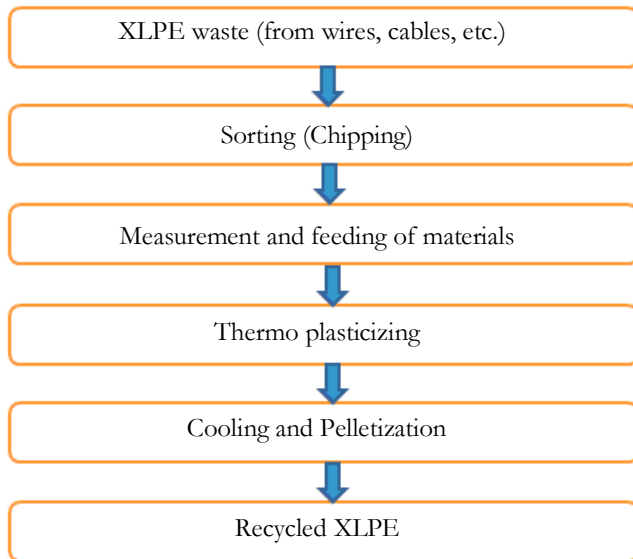 XLPE waste (from wires, cables, etc.)
Sorting (Chipping)
Measurement and feeding of materials
Thermo plasticizing
Cooling and Pelletization
Recycled XLPE